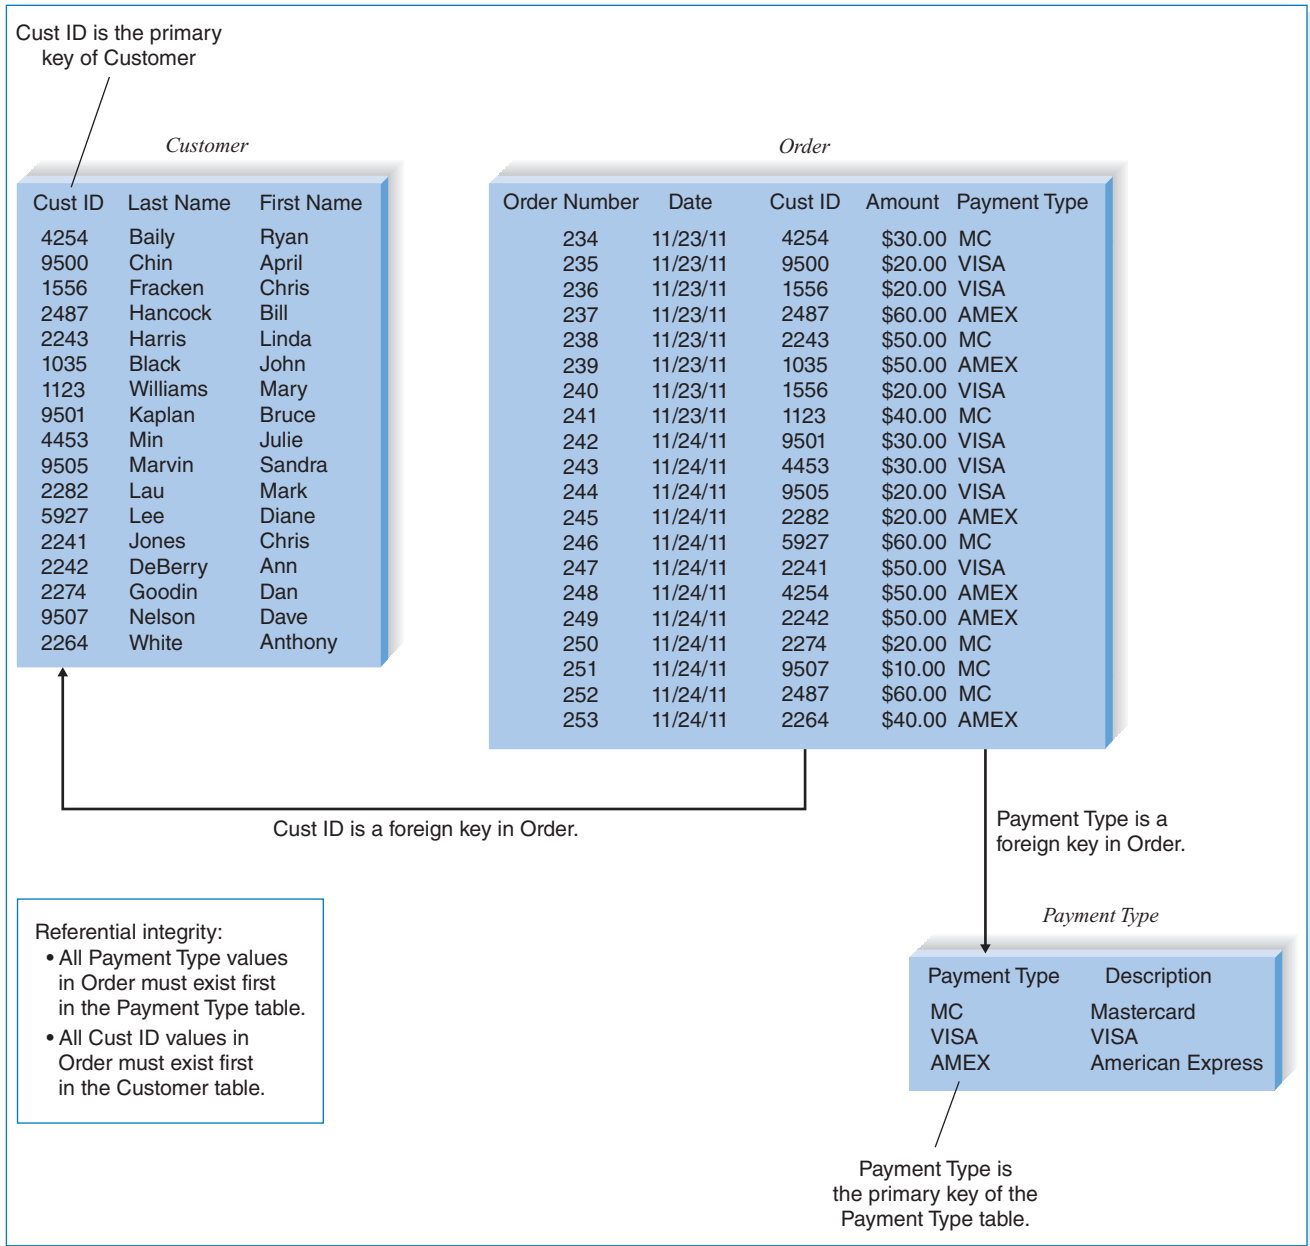 Cust ID is the primary
key of Customer
Customer
Cust ID Last Name First Name
4254 Baily Ryan
9500 Chin April
1556 Fracken Chris
2487 Hancock Bill
2243 Harris Linda
1035 Black John
1123 Williams Mary
9501 Kaplan Bruce
4453 Min Julie
9505 Marvin Sandra
2282 Lau Mark
5927 Lee Diane
2241 Jones Chris
2242 DeBerry Ann
2274 Goodin Dan
9507 Nelson Dave
2264 White Anthony
Order
Order Number Date Cust ID Amount Payment Type
234 11/23/11 4254 $30.00 MC
235 11/23/11 9500 $20.00 VISA
236 11/23/11 1556 $20.00 VISA
237 11/23/11 2487 $60.00 AMEX
238 11/23/11 2243 $50.00 MC
239 11/23/11 1035 $50.00 AMEX
240 11/23/11 1556 $20.00 VISA
241 11/23/11 1123 $40.00 MC
242 11/24/11 9501 $30.00 VISA
243 11/24/11 4453 $30.00 VISA
244 11/24/11 9505 $20.00 VISA
245 11/24/11 2282 $20.00 AMEX
246 11/24/11 5927 $60.00 MC
247 11/24/11 2241 $50.00 VISA
248 11/24/11 4254 $50.00 AMEX
249 11/24/11 2242 $50.00 AMEX
250 11/24/11 2274 $20.00 MC
251 11/24/11 9507 $10.00 MC
252 11/24/11 2487 $60.00 MC
253 11/24/11 2264 $40.00 AMEX
Cust ID is a foreign key in Order.
Payment Type is a
foreign key in Order.
Referential integrity:
• All Payment Type values
in Order must exist first
in the Payment Type table.
• All Cust ID values in
Order must exist first
in the Customer table.
Payment Type
Payment Type Description
MC Mastercard
VISA VISA
AMEX American Express
Payment Type is
the primary key of the
Payment Type table.